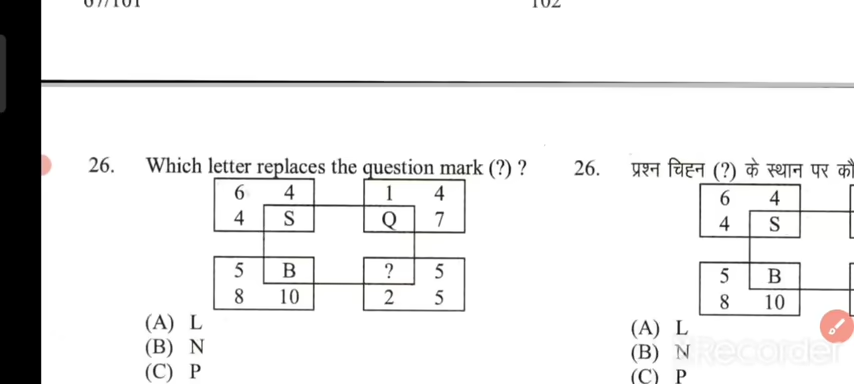 26. Which letter replaces the question mark (?) ?
6 4 1 4
4 S Q 7
5 B ? 5
8 10 2 5
(A) L
(B) N
(C) P
26. प्रश्न चिह्न (?) के स्थान पर
6 4
4 S
5 B
8 10
(A) L
(B) N
(C) P
Recorder